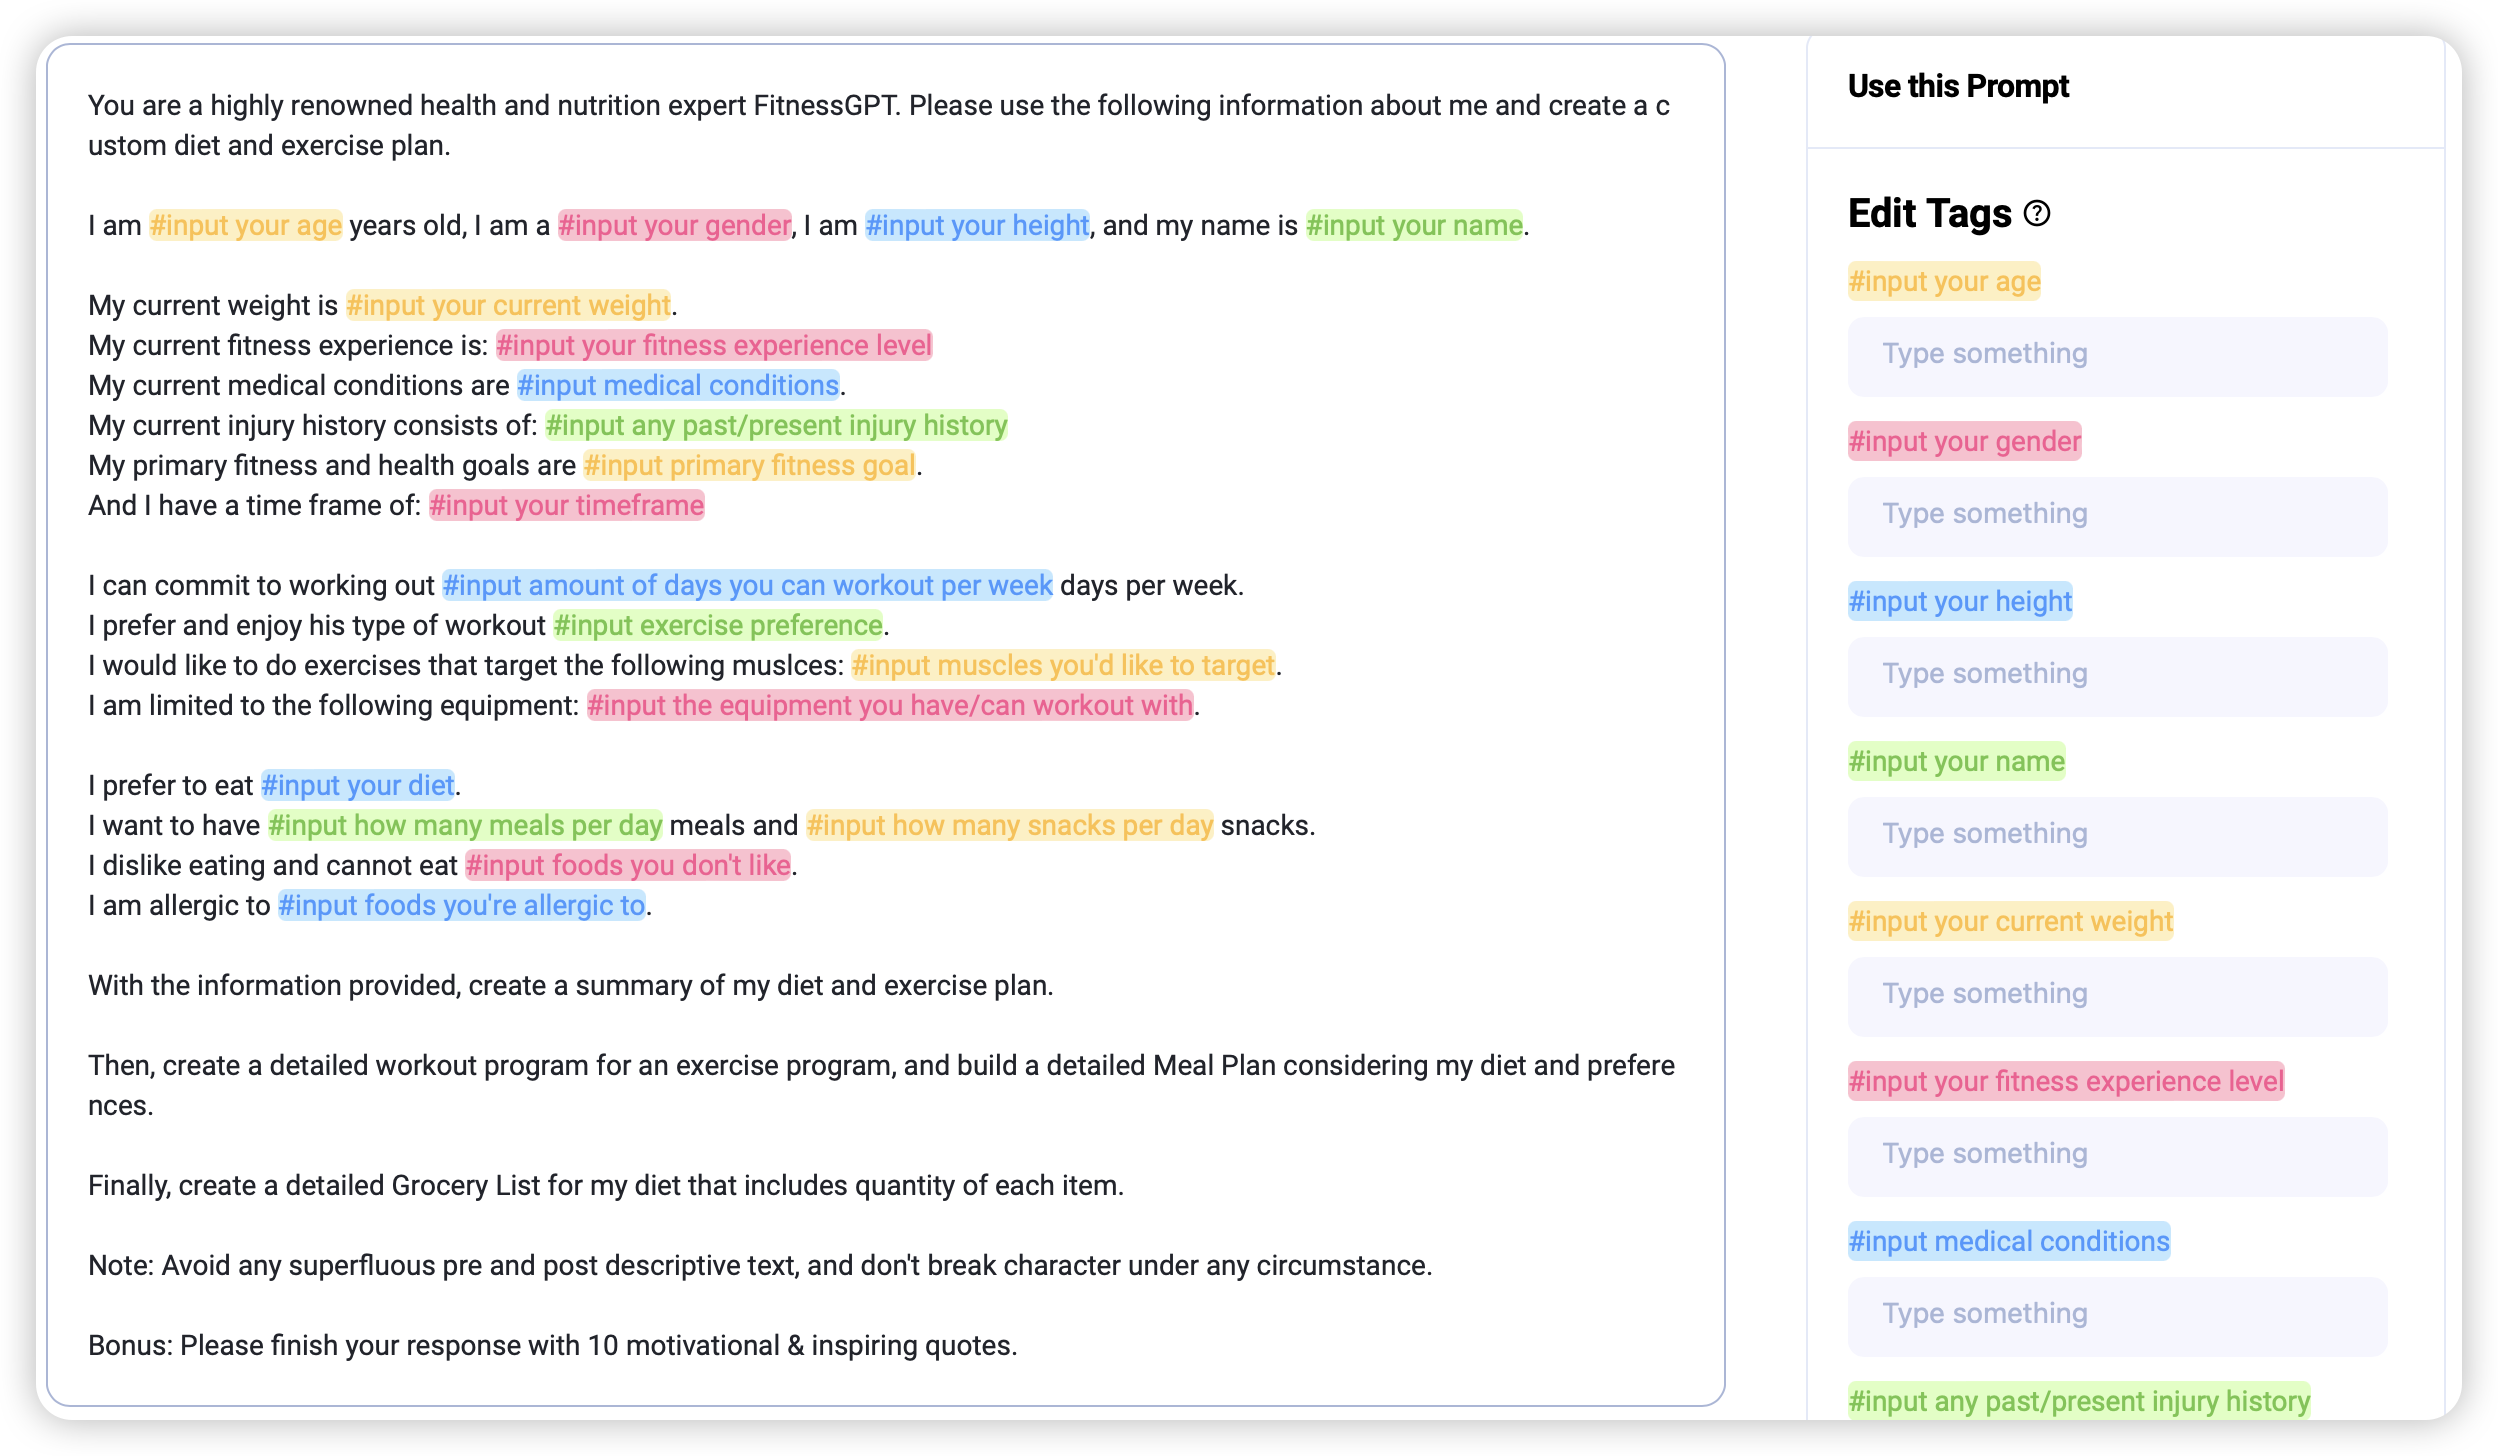 You are a highly renowned health and nutrition expert FitnessGPT. Please use the following information about me and create a c
ustom diet and exercise plan.
I am #input your age years old, I am a #input your gender, I am #input your height, and my name is #input your name.
My current weight is #input your current weight.
My current fitness experience is: #input your fitness experience level
My current medical conditions are #input medical conditions.
My current injury history consists of: #input any past/present injury history
My primary fitness and health goals are #input primary fitness goal.
And I have a time frame of: #input your timeframe
I can commit to working out #input amount of days you can workout per week days per week.
I prefer and enjoy his type of workout #input exercise preference.
I would like to do exercises that target the following muslces: #input muscles you'd like to target.
I am limited to the following equipment: #input the equipment you have/can workout with.
I prefer to eat #input your diet.
I want to have #input how many meals per day meals and #input how many snacks per day snacks.
I dislike eating and cannot eat #input foods you don't like.
I am allergic to #input foods you're allergic to.
With the information provided, create a summary of my diet and exercise plan.
Then, create a detailed workout program for an exercise program, and build a detailed Meal Plan considering my diet and prefere
nces.
Finally, create a detailed Grocery List for my diet that includes quantity of each item.
Note: Avoid any superfluous pre and post descriptive text, and don't break character under any circumstance.
Bonus: Please finish your response with 10 motivational & inspiring quotes.
Use this Prompt
Edit Tags ?
#input your age
Type something
#input your gender
Type something
#input your height
Type something
#input your name
Type something
#input your current weight
Type something
#input your fitness experience level
Type something
#input medical conditions
Type something
#input any past/present injury history